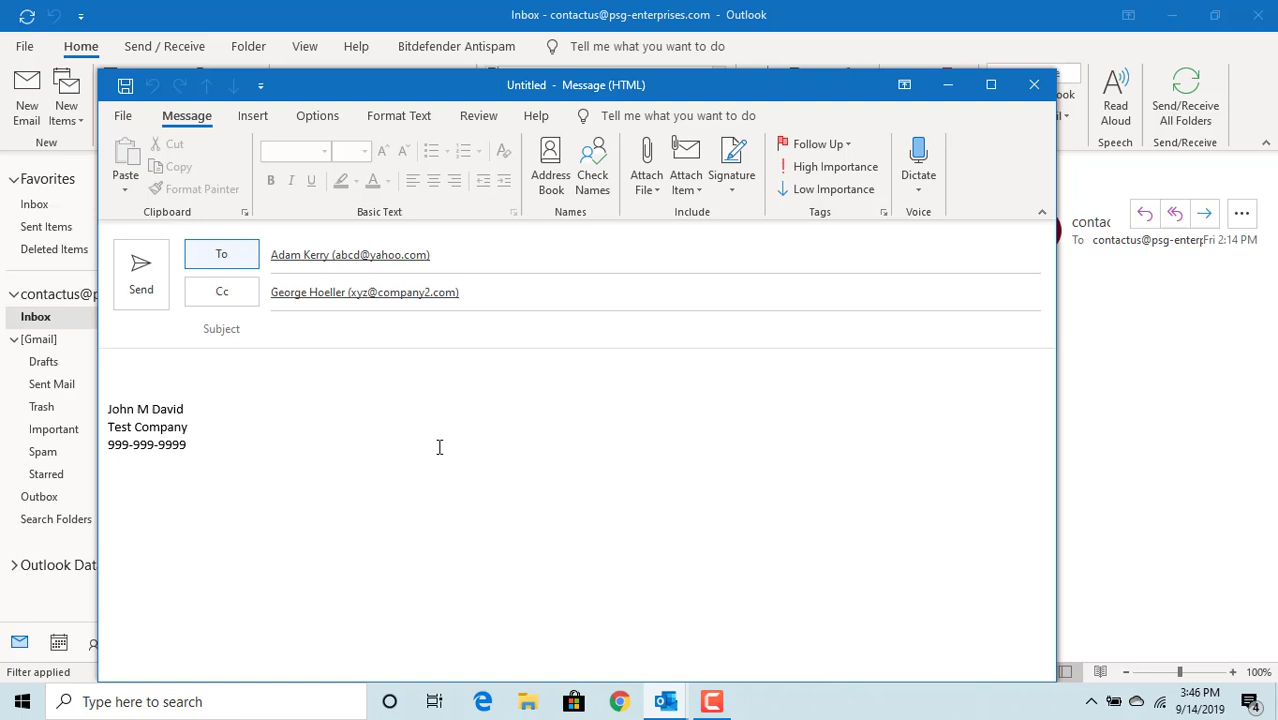 Inbox - contactus@psg-enterprises.com - Outlook
File Home Send / Receive Folder View Help Bitdefender Antispam Tell me what you want to do
New Email
New Items
New
Read Aloud
Speech
Send/Receive All Folders
Send/Receive
Untitled - Message (HTML)
File Message Insert Options Format Text Review Help Tell me what you want to do
Paste
Cut
Copy
Format Painter
Clipboard
B I U
A
Basic Text
Address Book
Check Names
Names
Attach File
Attach Item
Signature
Include
Follow Up
High Importance
Low Importance
Tags
Dictate
Voice
Send
To
Adam Kerry (abcd@yahoo.com)
Cc
George Hoeller (xyz@company2.com)
Subject
John M David
Test Company
999-999-9999
Favorites
Inbox
Sent Items
Deleted Items
contactus@p
Inbox
[Gmail]
Drafts
Sent Mail
Trash
Important
Spam
Starred
Outbox
Search Folders
Outlook Dat
contac
To contactus@psg-enterp
Fri 2:14 PM
Filter applied
100%
Type here to search
3:46 PM
9/14/2019
4